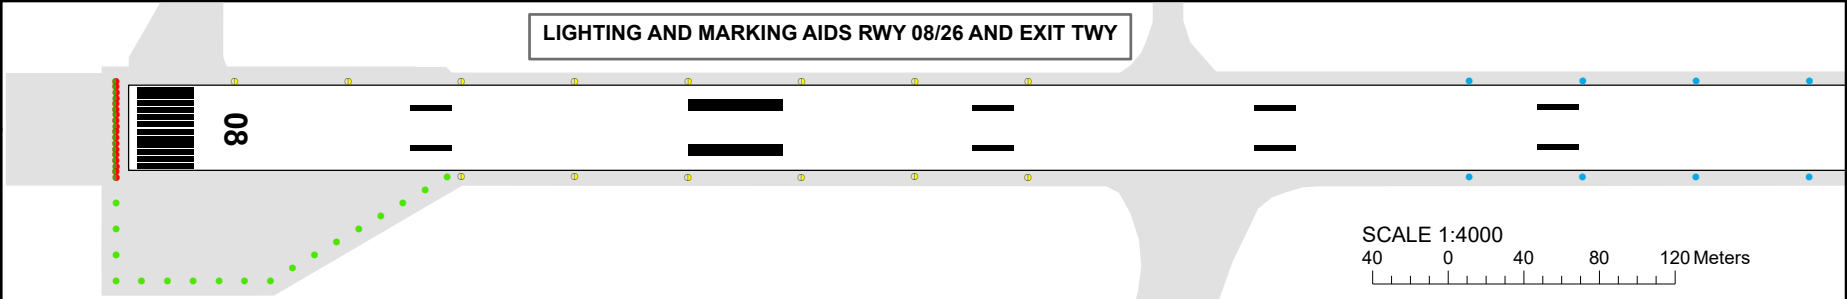 LIGHTING AND MARKING AIDS RWY 08/26 AND EXIT TWY
08
SCALE 1:4000
40 0 40 80 120 Meters